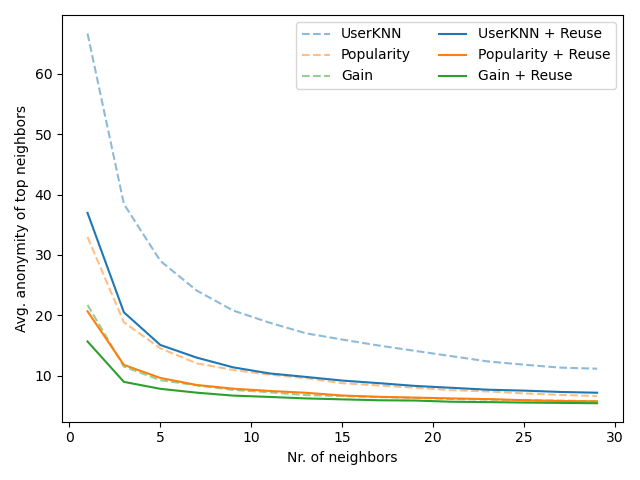 UserKNN
Popularity
Gain
UserKNN + Reuse
Popularity + Reuse
Gain + Reuse
60
50
40
30
20
10
Avg. anonymity of top neighbors
0 5 10 15 20 25 30
Nr. of neighbors